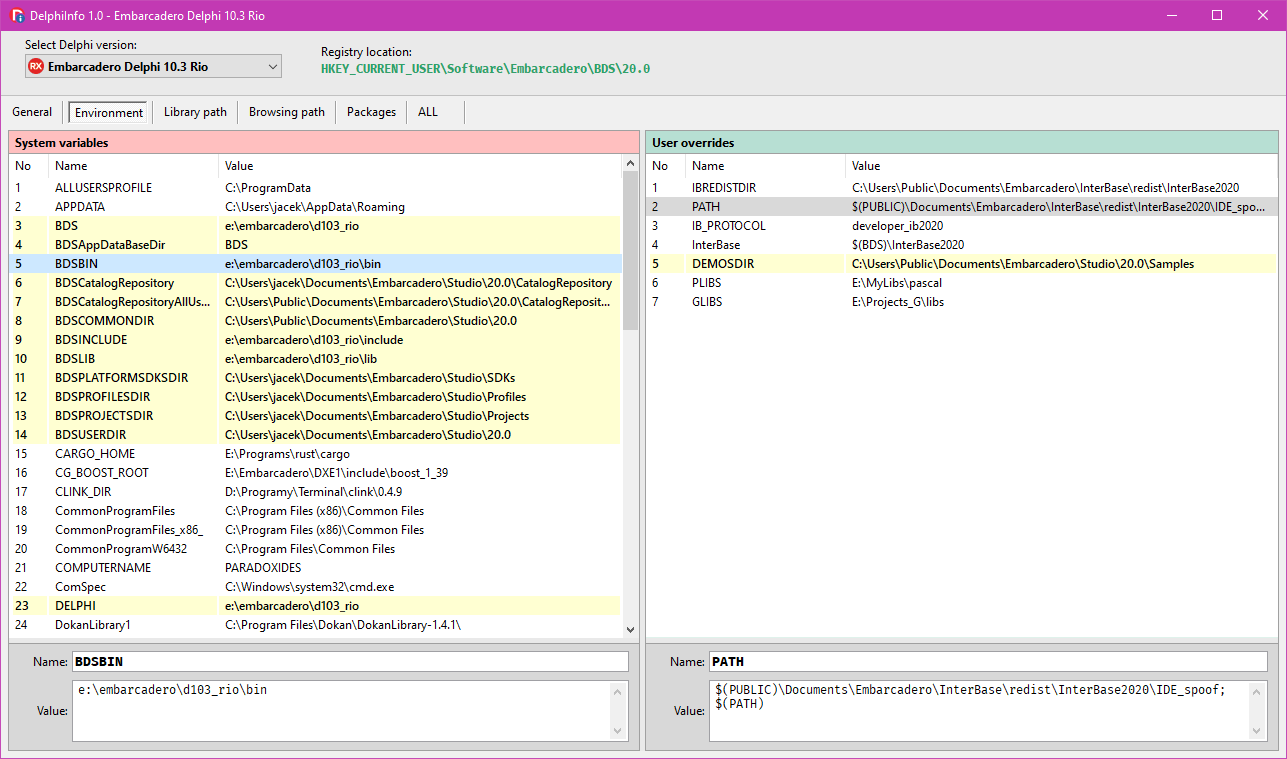 DelphiInfo 1.0 - Embarcadero Delphi 10.3 Rio
Select Delphi version:
RX Embarcadero Delphi 10.3 Rio
Registry location:
HKEY_CURRENT_USER\Software\Embarcadero\BDS\20.0
General Environment Library path Browsing path Packages ALL
System variables
No Name Value
1 ALLUSERSPROFILE C:\ProgramData
2 APPDATA C:\Users\jacek\AppData\Roaming
3 BDS e:\embarcadero\d103_rio
4 BDSAppDataBaseDir BDS
5 BDSBIN e:\embarcadero\d103_rio\bin
6 BDSCatalogRepository C:\Users\jacek\Documents\Embarcadero\Studio\20.0\CatalogRepository
7 BDSCatalogRepositoryAllUs... C:\Users\Public\Documents\Embarcadero\Studio\20.0\CatalogReposit...
8 BDSCOMMONDIR C:\Users\Public\Documents\Embarcadero\Studio\20.0
9 BDSINCLUDE e:\embarcadero\d103_rio\include
10 BDSLIB e:\embarcadero\d103_rio\lib
11 BDSPLATFORMSDKSDIR C:\Users\jacek\Documents\Embarcadero\Studio\SDKs
12 BDSPROFILESDIR C:\Users\jacek\Documents\Embarcadero\Studio\Profiles
13 BDSPROJECTSDIR C:\Users\jacek\Documents\Embarcadero\Studio\Projects
14 BDSUSERDIR C:\Users\jacek\Documents\Embarcadero\Studio\20.0
15 CARGO_HOME E:\Programs\rust\cargo
16 CG_BOOST_ROOT E:\Embarcadero\DXE1\include\boost_1_39
17 CLINK_DIR D:\Programy\Terminal\clink\0.4.9
18 CommonProgramFiles C:\Program Files (x86)\Common Files
19 CommonProgramFiles_x86_ C:\Program Files (x86)\Common Files
20 CommonProgramW6432 C:\Program Files\Common Files
21 COMPUTERNAME PARADOXIDES
22 ComSpec C:\Windows\system32\cmd.exe
23 DELPHI e:\embarcadero\d103_rio
24 DokanLibrary1 C:\Program Files\Dokan\DokanLibrary-1.4.1\
Name: BDSBIN
Value: e:\embarcadero\d103_rio\bin
User overrides
No Name Value
1 IBREDISTDIR C:\Users\Public\Documents\Embarcadero\InterBase\redist\InterBase2020
2 PATH $(PUBLIC)\Documents\Embarcadero\InterBase\redist\InterBase2020\IDE_spo...
3 IB_PROTOCOL developer_ib2020
4 InterBase $(BDS)\InterBase2020
5 DEMOSDIR C:\Users\Public\Documents\Embarcadero\Studio\20.0\Samples
6 PLIBS E:\MyLibs\pascal
7 GLIBS E:\Projects_G\libs
Name: PATH
Value: $(PUBLIC)\Documents\Embarcadero\InterBase\redist\InterBase2020\IDE_spoof;
$(PATH)